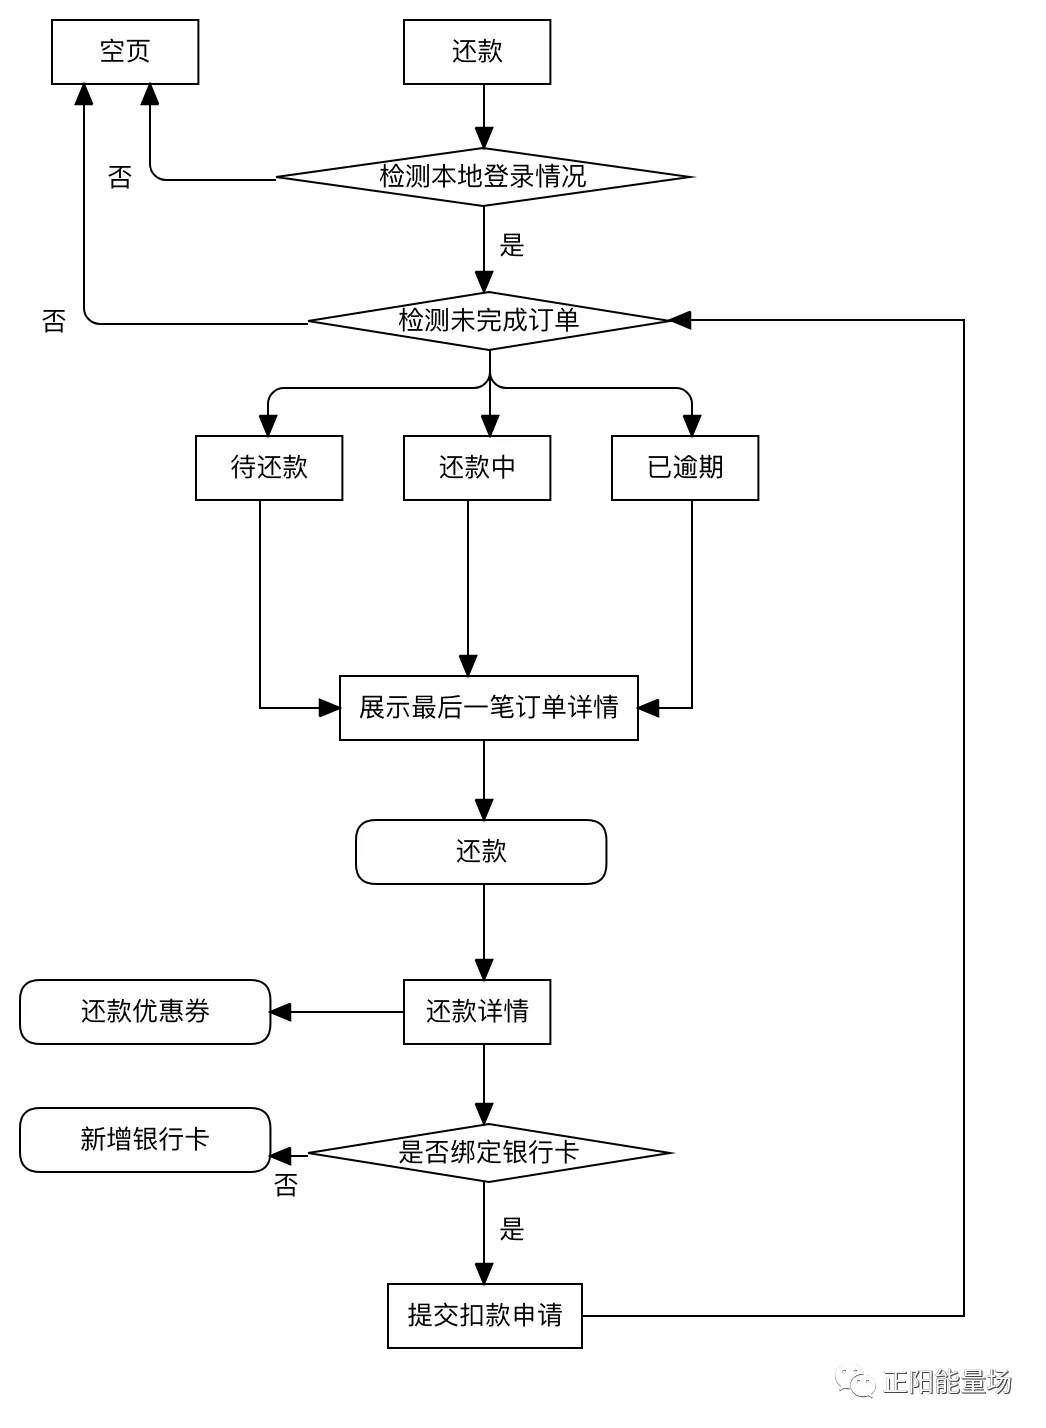 空页
还款
检测本地登录情况
否
是
检测未完成订单
否
待还款
还款中
已逾期
展示最后一笔订单详情
还款
还款优惠券
还款详情
新增银行卡
是否绑定银行卡
否
是
提交扣款申请
正阳能量场